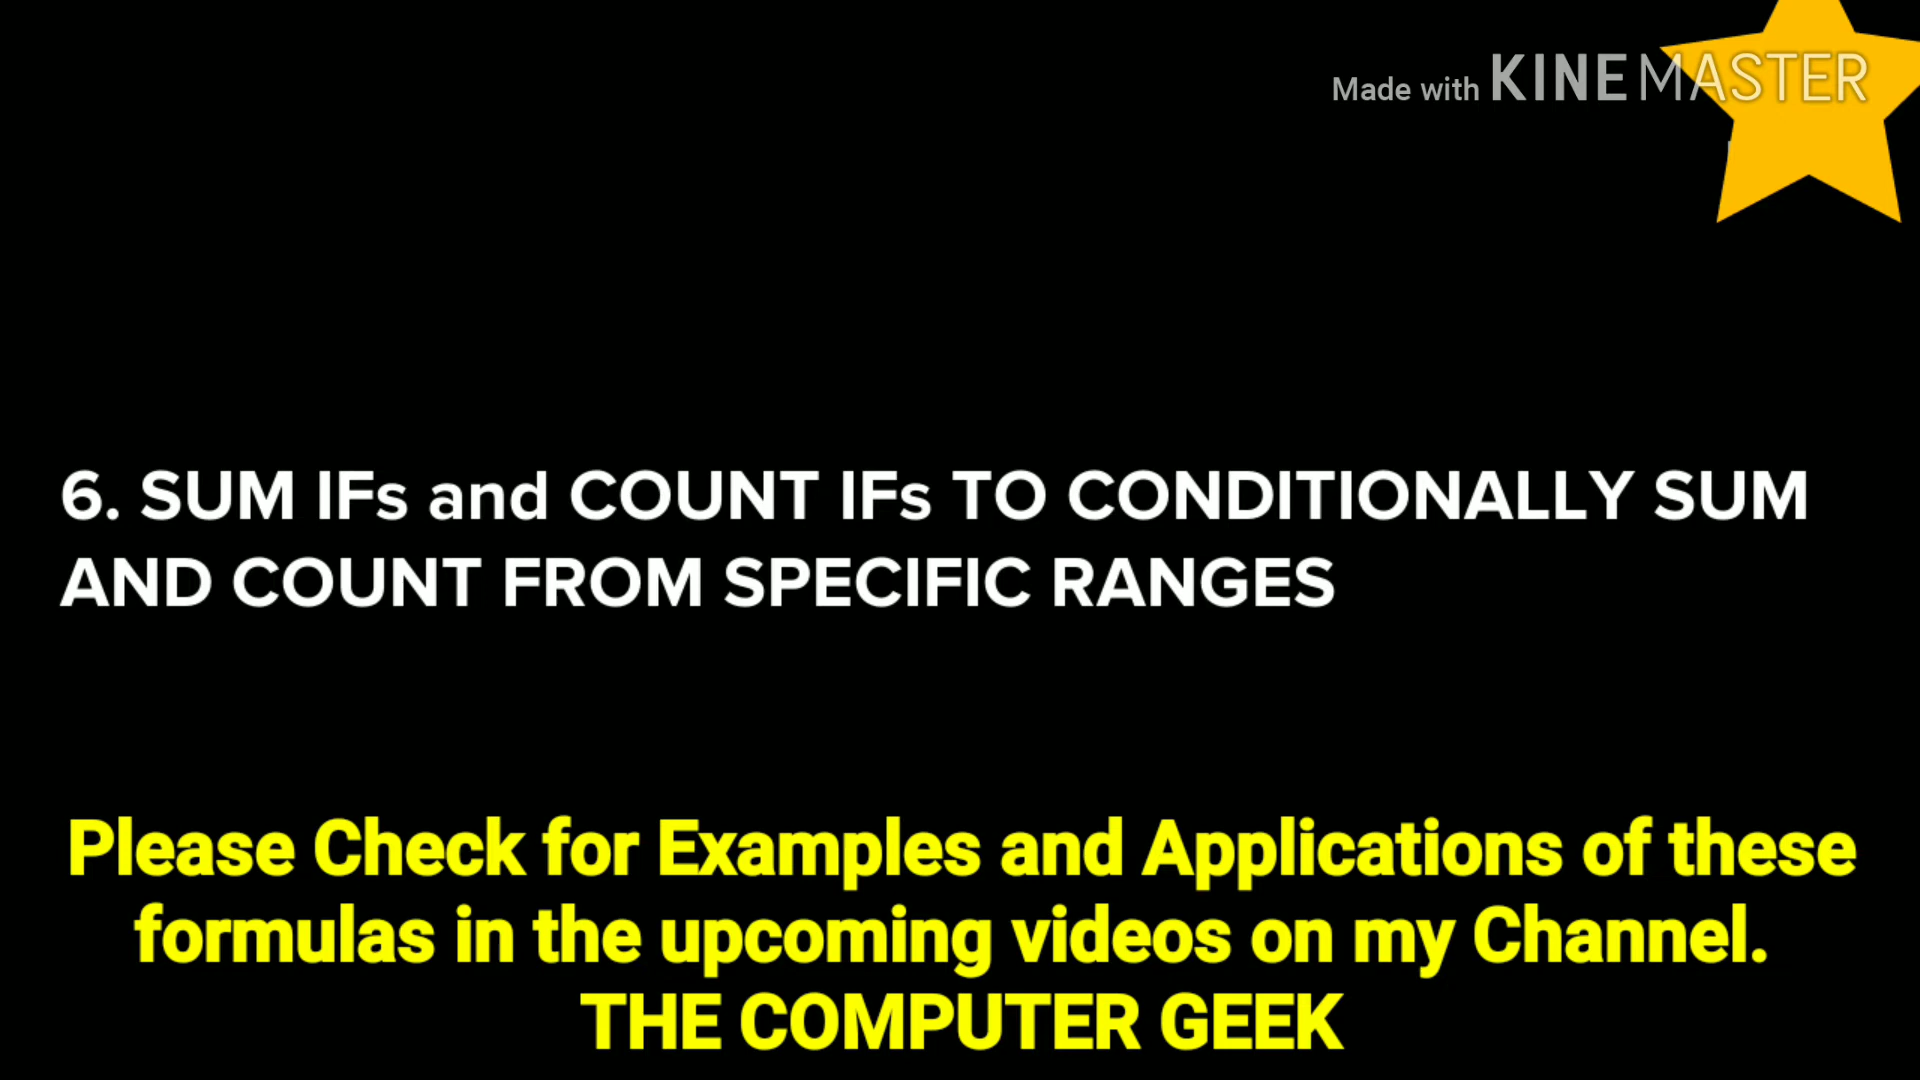 Made with KINEMASTER
6. SUM IFs and COUNT IFs TO CONDITIONALLY SUM
AND COUNT FROM SPECIFIC RANGES
Please Check for Examples and Applications of these
formulas in the upcoming videos on my Channel.
THE COMPUTER GEEK